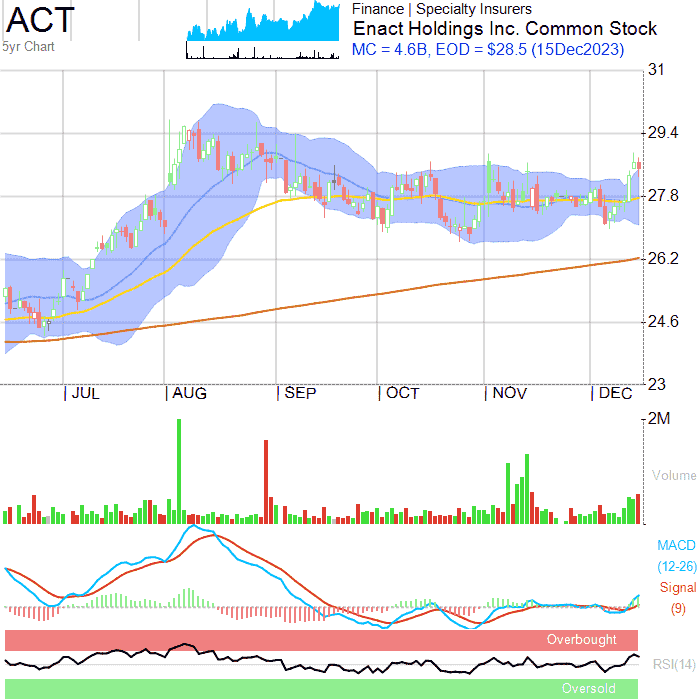 ACT
5yr Chart
Finance | Specialty Insurers
Enact Holdings Inc. Common Stock
MC = 4.6B, EOD = $28.5 (15Dec2023)
31
29.4
27.8
26.2
24.6
23
| JUL | AUG | SEP | OCT | NOV | DEC
2M
Volume
MACD
(12-26)
Signal
(9)
Overbought
RSI(14)
Oversold